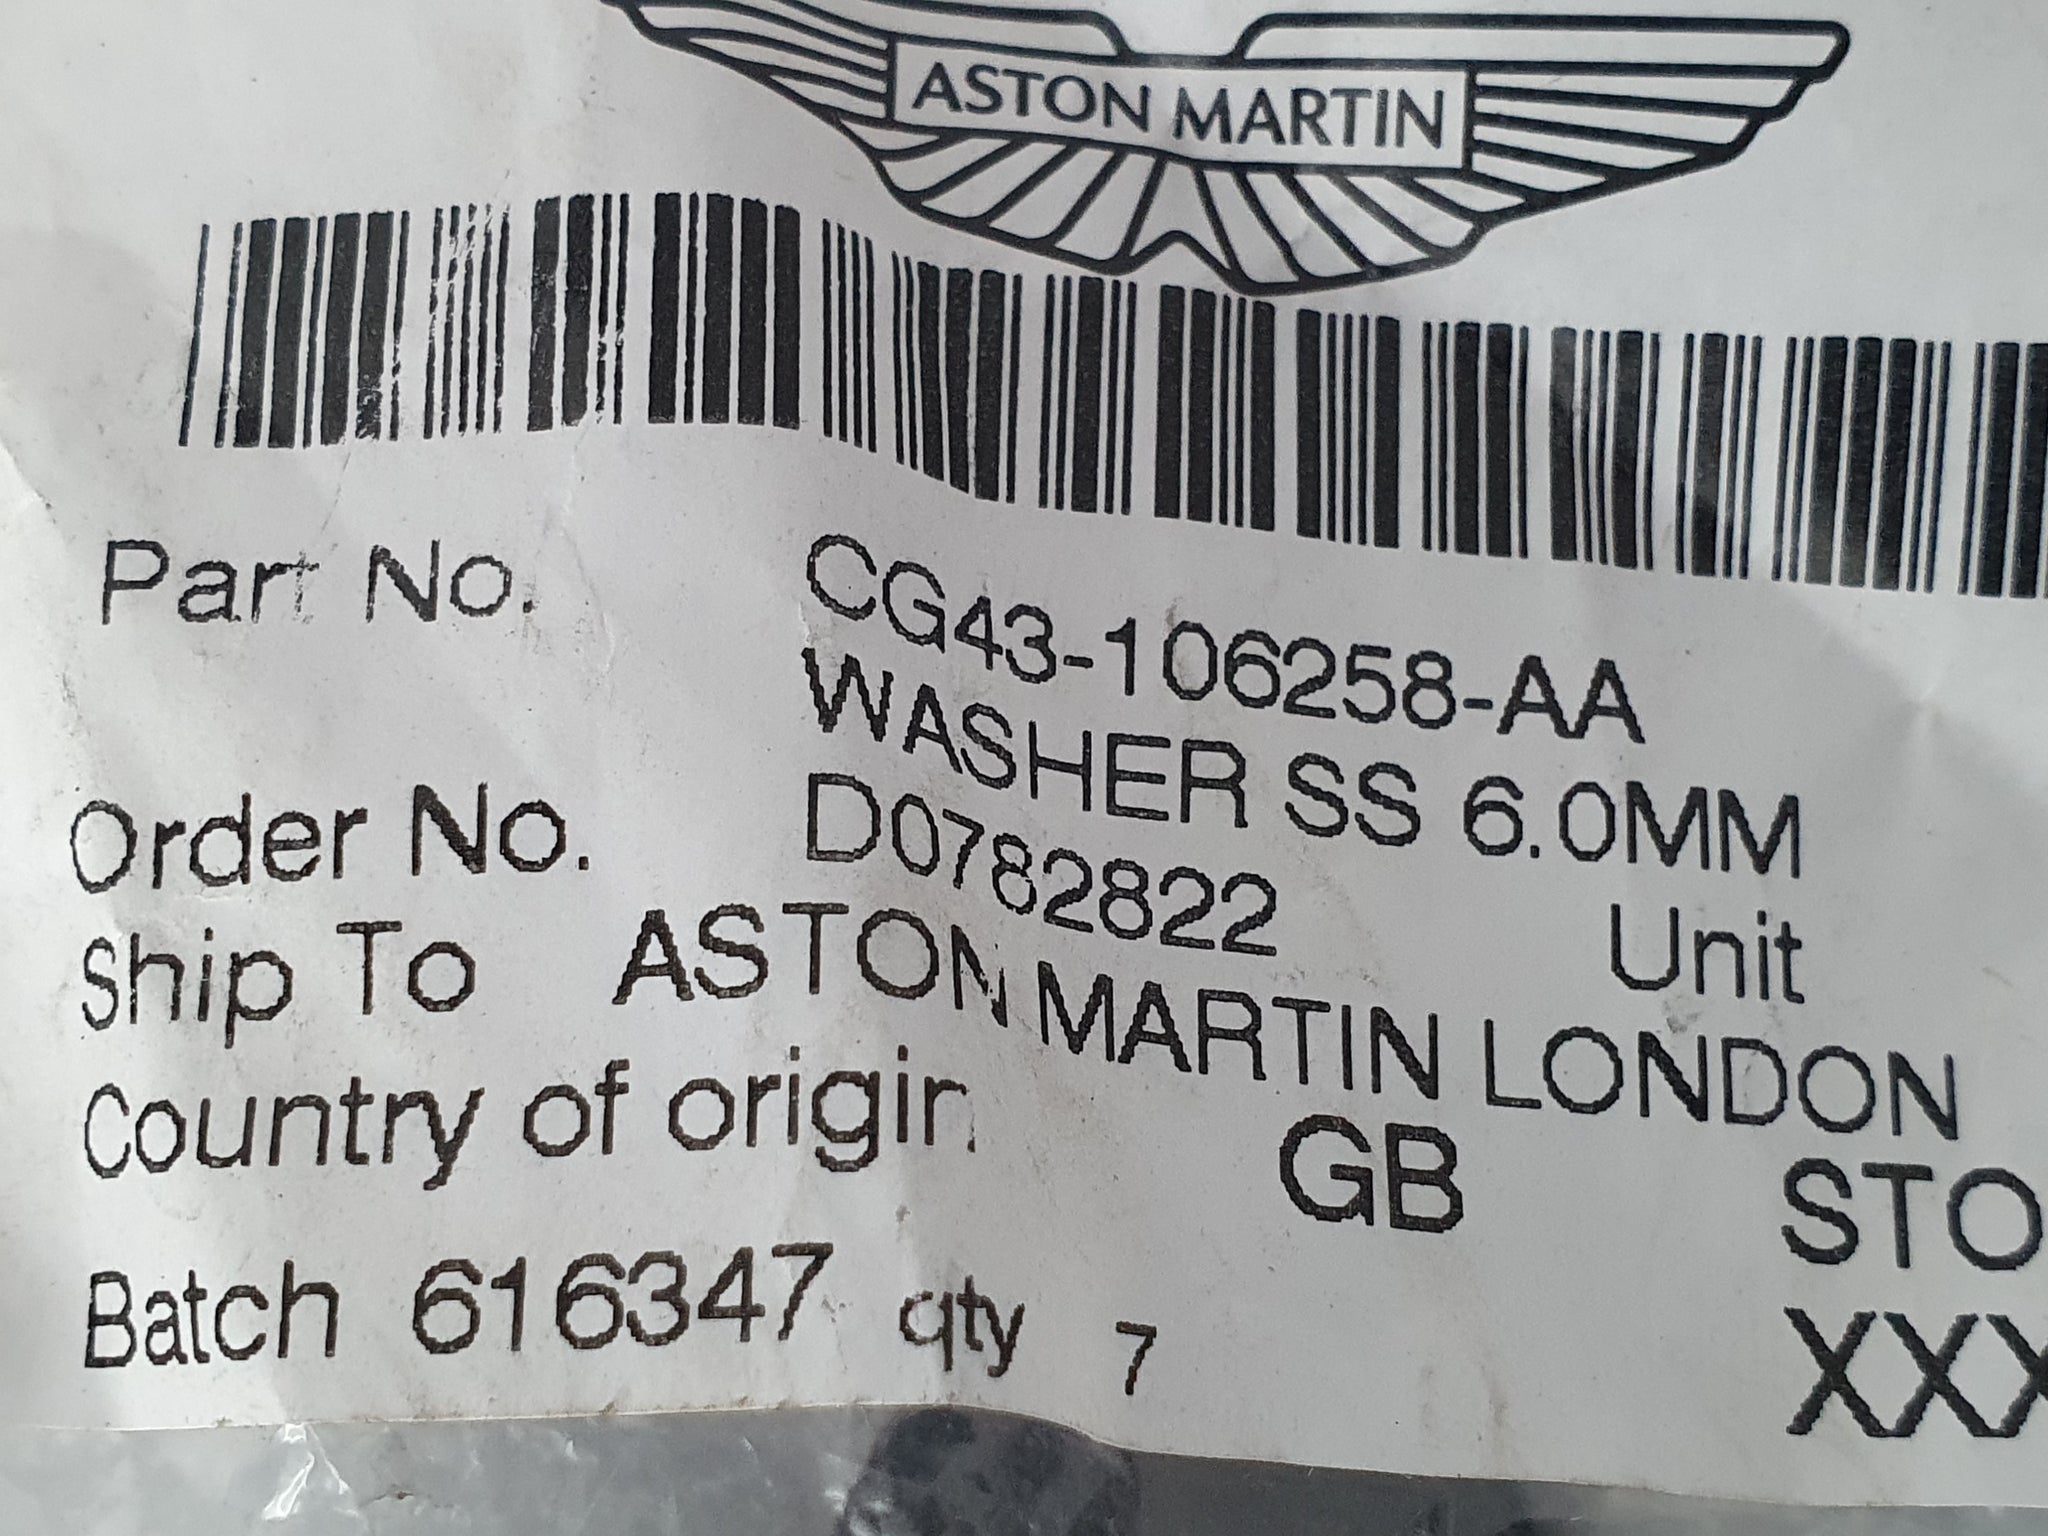 ASTON MARTIN
Part No. CG43-106258-AA
WASHER SS 6.0MM
Order No. D0782822 Unit
Ship To ASTON MARTIN LONDON
Country of origin GB STO
Batch 616347 qty 7 XXX